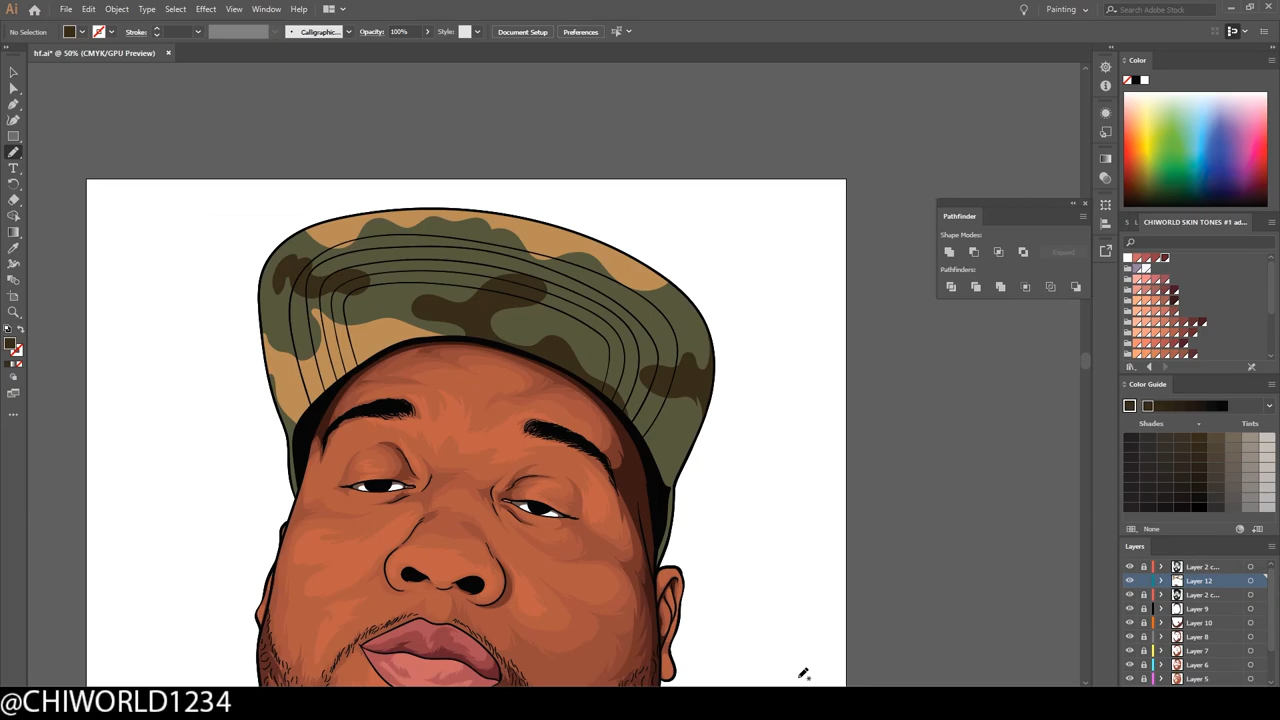 Ai File Edit Object Type Select Effect View Window Help Painting Search Adobe Stock
No Selection Stroke: Calligraphic... Opacity: 100% Style: Document Setup Preferences
hf.ai* @ 50% (CMYK/GPU Preview)
Color
Pathfinder
Shape Modes:
Expand
Pathfinders:
S L CHIWORLD SKIN TONES #1 ad...
Color Guide
Shades Tints
None
Layers
Layer 2 c...
Layer 12
Layer 2 c...
Layer 9
Layer 10
Layer 8
Layer 7
Layer 6
Layer 5
@CHIWORLD1234